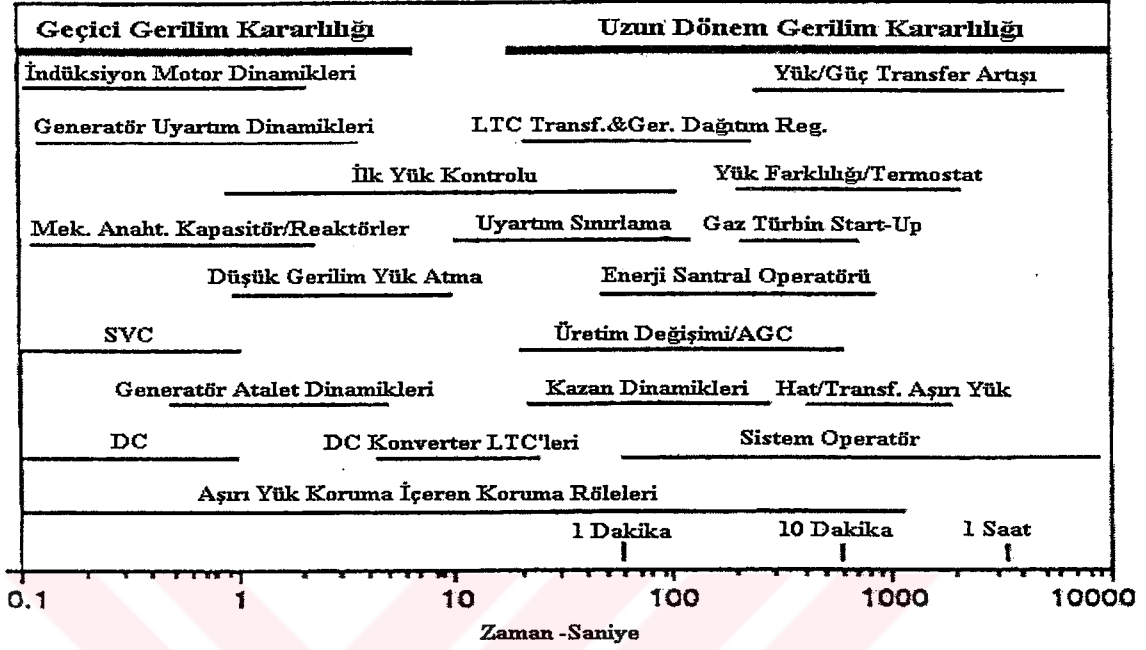 Geçici Gerilim Kararlılığı
Uzun Dönem Gerilim Kararlılığı
İndüksiyon Motor Dinamikleri
Yük/Güç Transfer Artışı
Generatör Uyartım Dinamikleri
LTC Transf.&Ger. Dağıtım Reg.
İlk Yük Kontrolu
Yük Farklılığı/Termostat
Mek. Anaht. Kapasitör/Reaktörler
Uyartım Sınırlama
Gaz Türbin Start-Up
Düşük Gerilim Yük Atma
Enerji Santral Operatörü
SVC
Üretim Değişimi/AGC
Generatör Atalet Dinamikleri
Kazan Dinamikleri
Hat/Transf. Aşırı Yük
DC
DC Konverter LTC'leri
Sistem Operatör
Aşırı Yük Koruma İçeren Koruma Röleleri
1 Dakika
10 Dakika
1 Saat
0.1
1
10
100
1000
10000
Zaman -Saniye